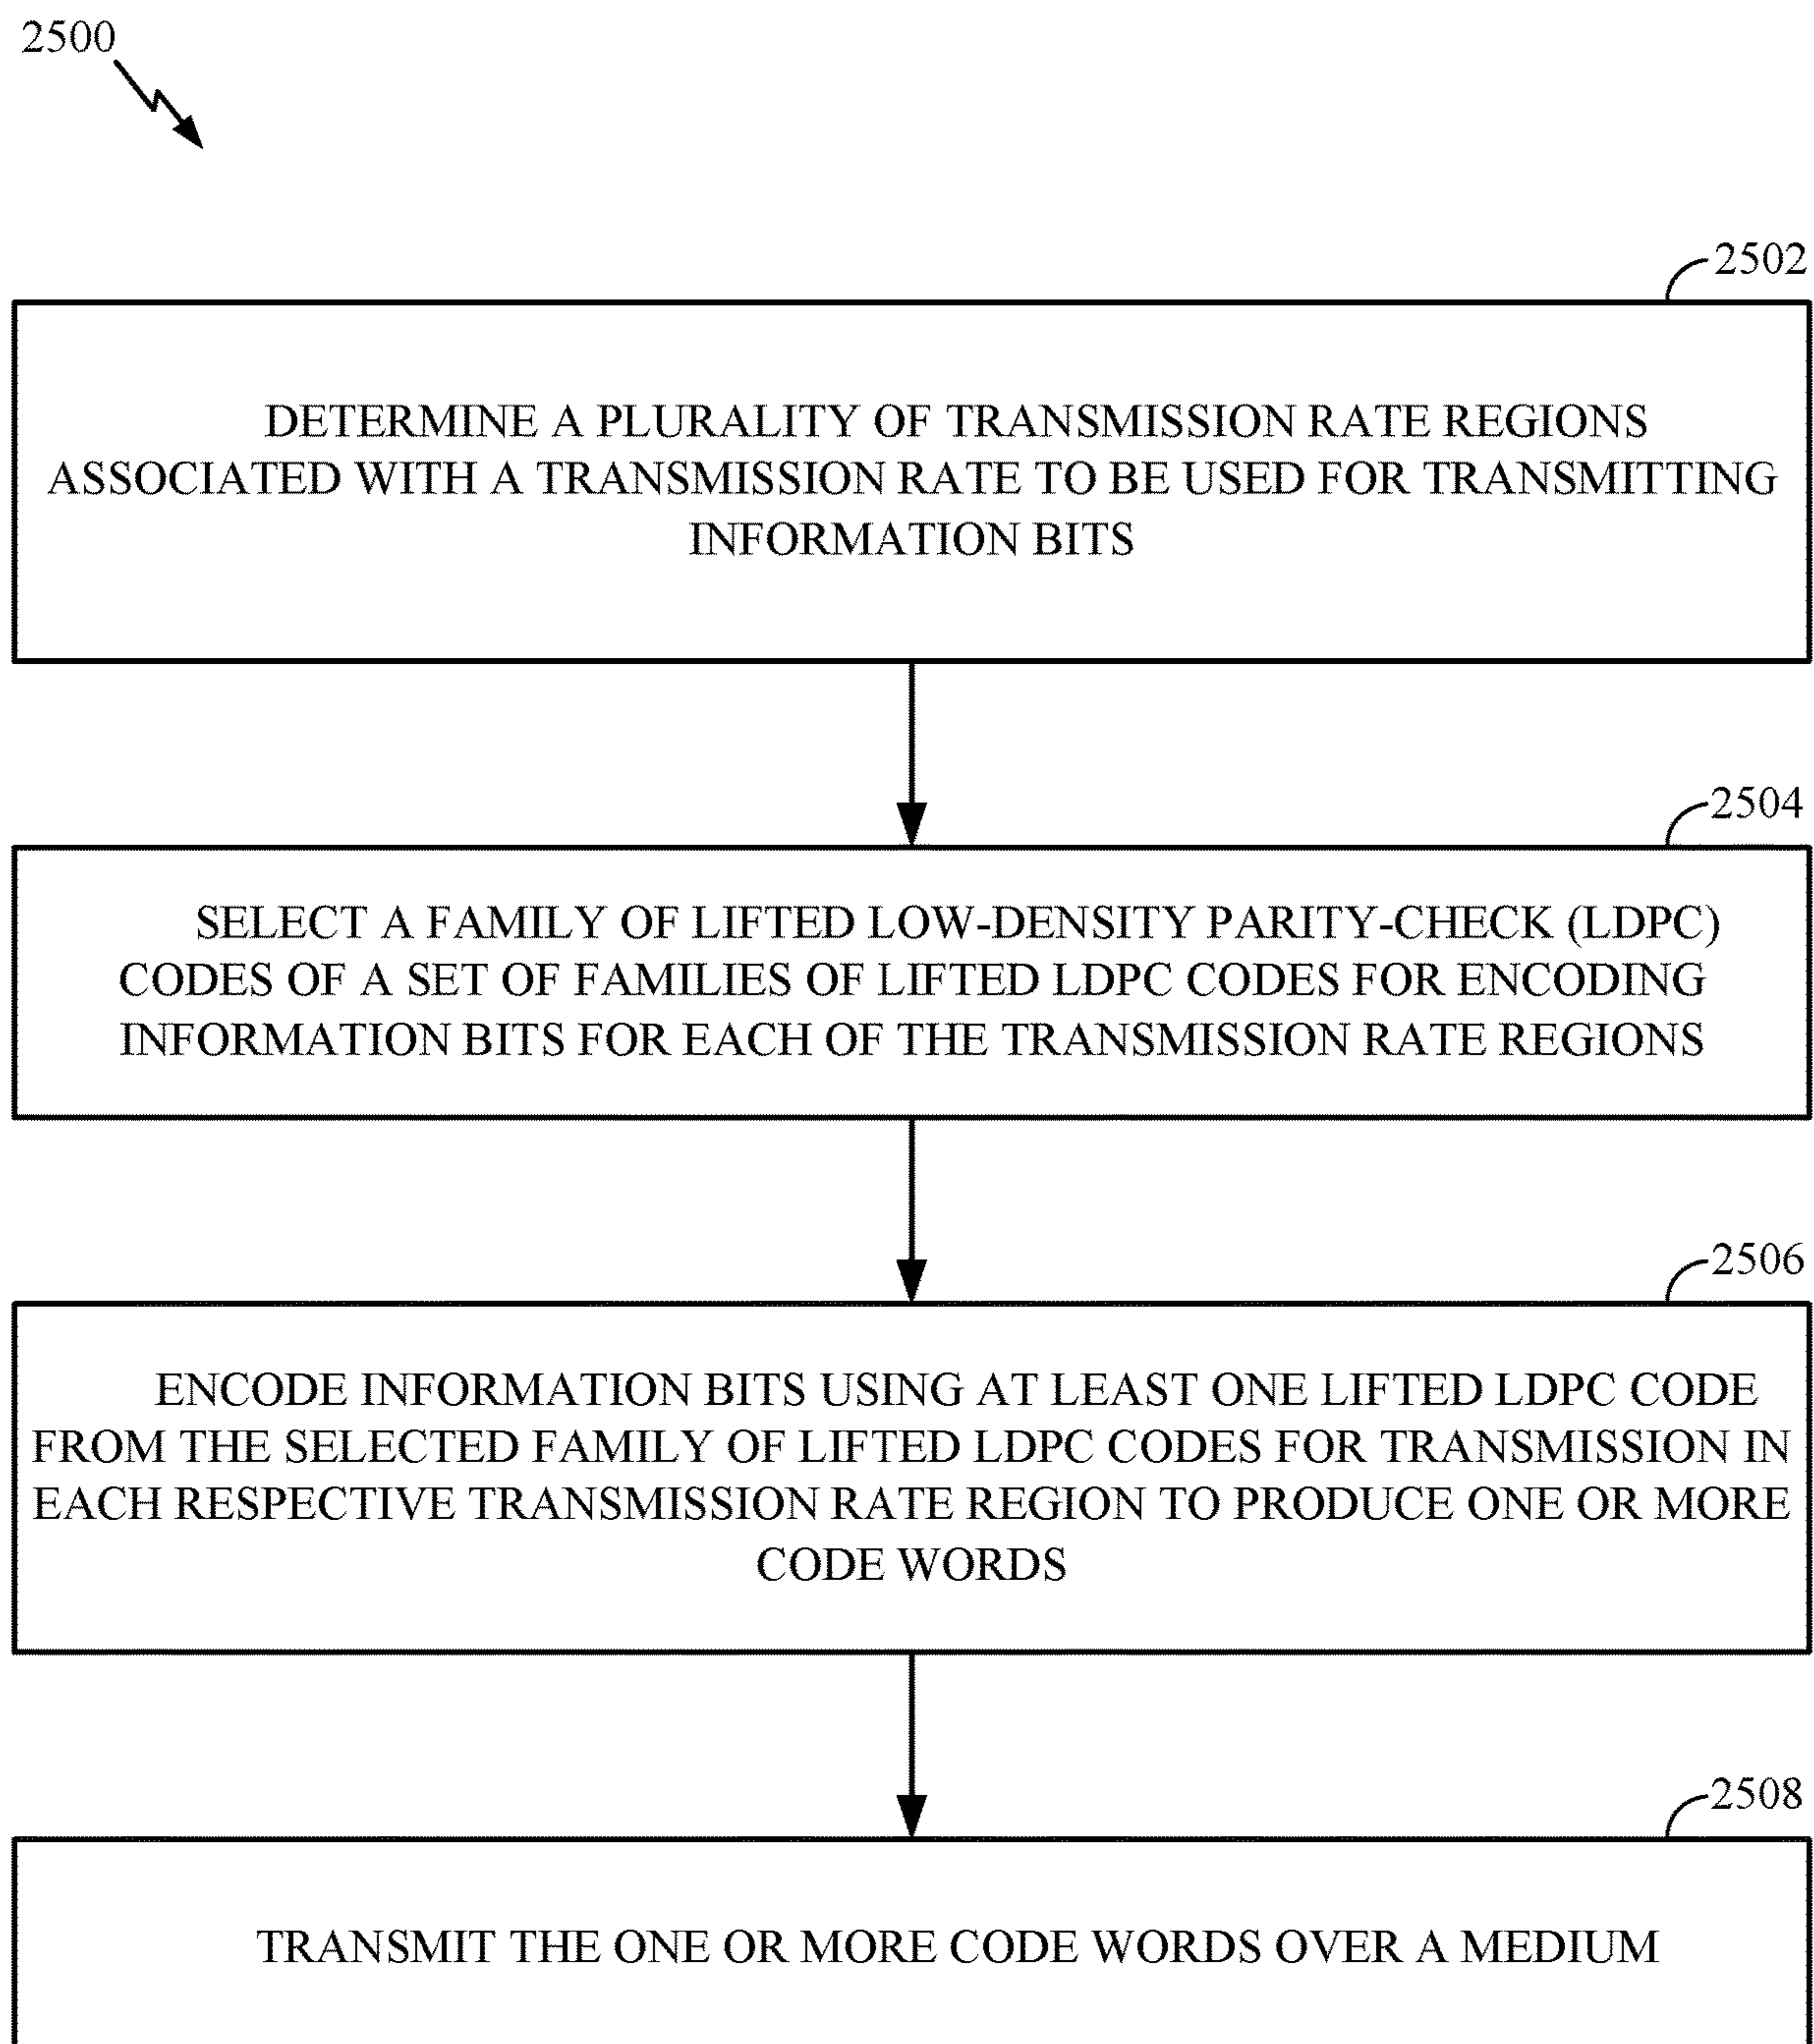 2500
2502
DETERMINE A PLURALITY OF TRANSMISSION RATE REGIONS
ASSOCIATED WITH A TRANSMISSION RATE TO BE USED FOR TRANSMITTING
INFORMATION BITS
2504
SELECT A FAMILY OF LIFTED LOW-DENSITY PARITY-CHECK (LDPC)
CODES OF A SET OF FAMILIES OF LIFTED LDPC CODES FOR ENCODING
INFORMATION BITS FOR EACH OF THE TRANSMISSION RATE REGIONS
2506
ENCODE INFORMATION BITS USING AT LEAST ONE LIFTED LDPC CODE
FROM THE SELECTED FAMILY OF LIFTED LDPC CODES FOR TRANSMISSION IN
EACH RESPECTIVE TRANSMISSION RATE REGION TO PRODUCE ONE OR MORE
CODE WORDS
2508
TRANSMIT THE ONE OR MORE CODE WORDS OVER A MEDIUM